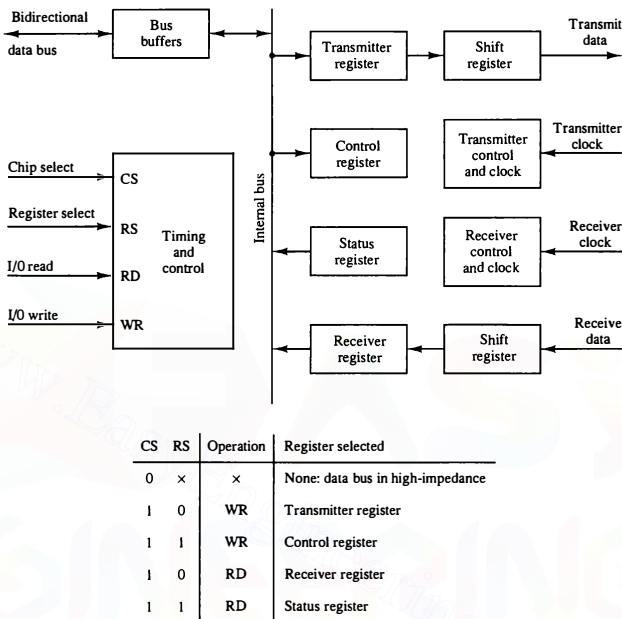 Bidirectional
data bus
Bus
buffers
Transmitter
register
Shift
register
Transmit
data
Control
register
Transmitter
control
and clock
Transmitter
clock
Internal bus
Chip select
CS
Register select
RS
Timing
and
control
I/0 read
RD
I/0 write
WR
Status
register
Receiver
control
and clock
Receiver
clock
Receiver
register
Shift
register
Receive
data
CS RS Operation Register selected
0 × × None: data bus in high-impedance
1 0 WR Transmitter register
1 1 WR Control register
1 0 RD Receiver register
1 1 RD Status register